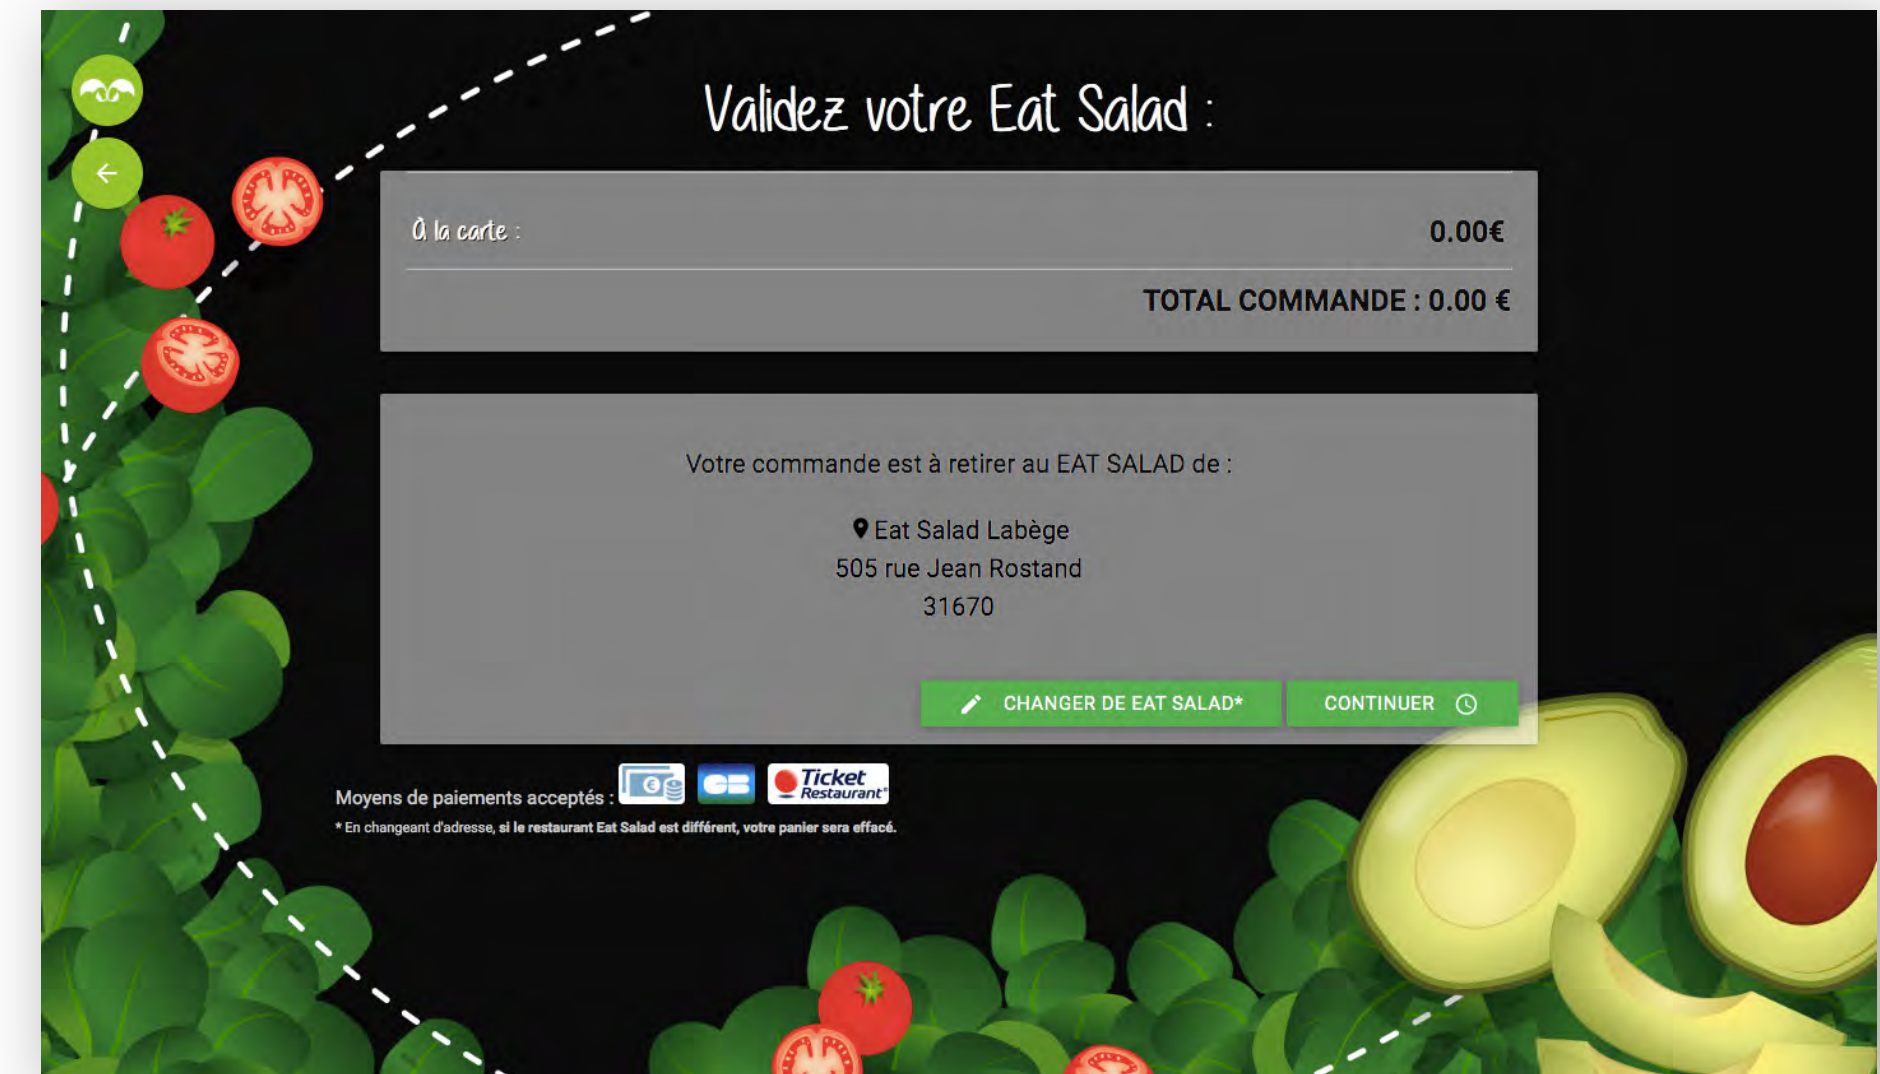 Validez votre Eat Salad :
À la carte :
0.00€
TOTAL COMMANDE : 0.00 €
Votre commande est à retirer au EAT SALAD de :
Eat Salad Labège
505 rue Jean Rostand
31670
CHANGER DE EAT SALAD*
CONTINUER
Moyens de paiements acceptés :
€
CB
Ticket
Restaurant®
* En changeant d'adresse, si le restaurant Eat Salad est différent, votre panier sera effacé.